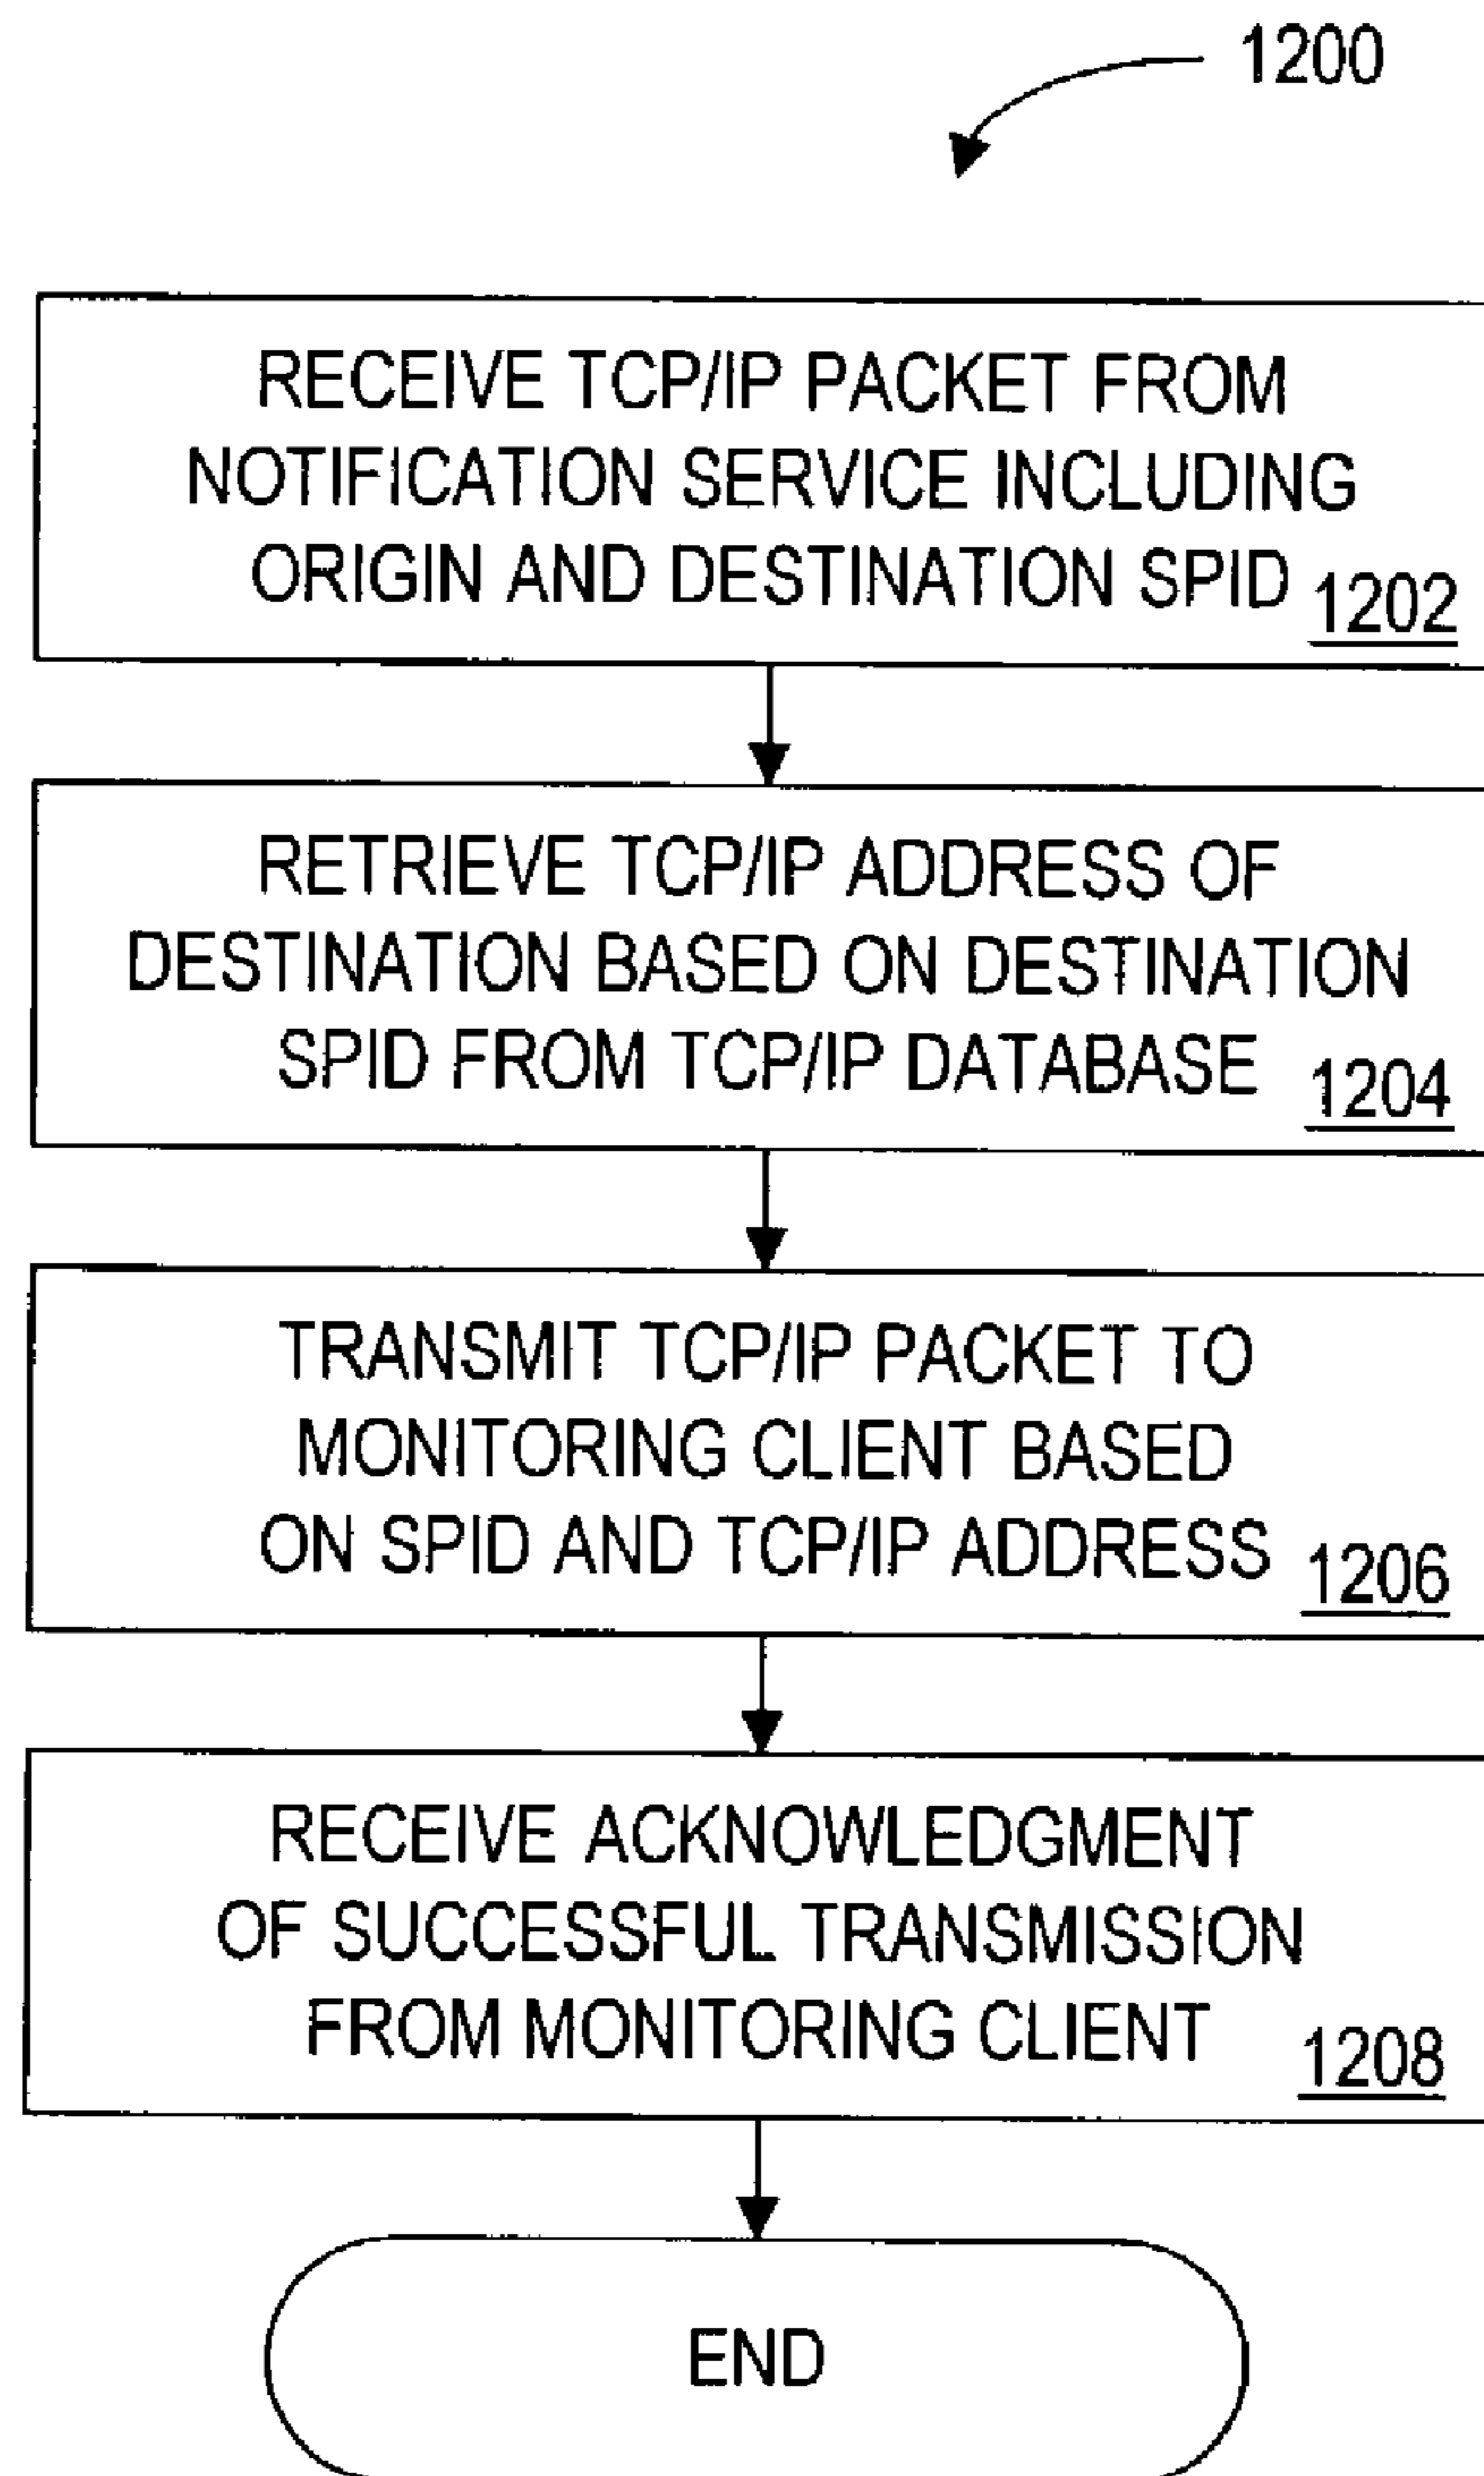 1200
RECEIVE TCP/IP PACKET FROM
NOTIFICATION SERVICE INCLUDING
ORIGIN AND DESTINATION SPID 1202
RETRIEVE TCP/IP ADDRESS OF
DESTINATION BASED ON DESTINATION
SPID FROM TCP/IP DATABASE 1204
TRANSMIT TCP/IP PACKET TO
MONITORING CLIENT BASED
ON SPID AND TCP/IP ADDRESS 1206
RECEIVE ACKNOWLEDGMENT
OF SUCCESSFUL TRANSMISSION
FROM MONITORING CLIENT 1208
END